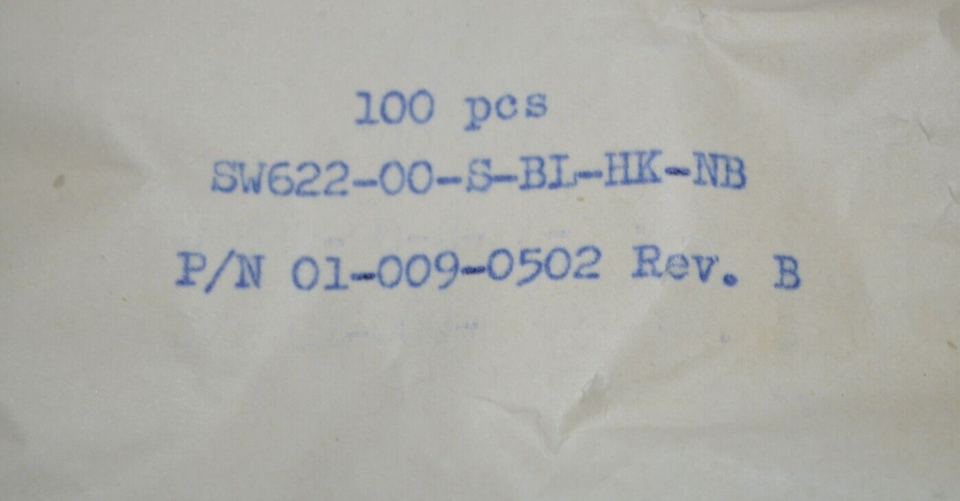 100 pcs
SW622-00-S-BL-HK-NB
P/N 01-009-0502 Rev. B